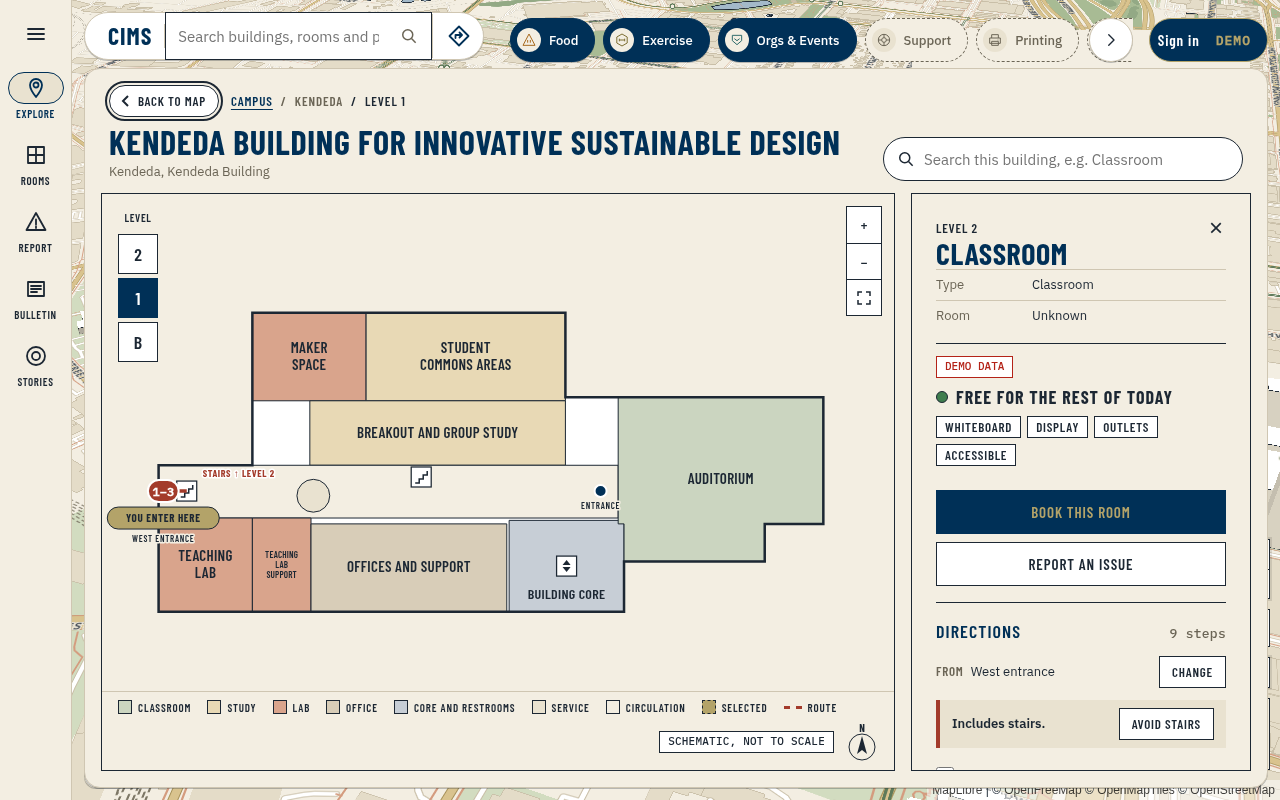 CIMS
Search buildings, rooms and p
Food
Exercise
Orgs & Events
Support
Printing
Sign in DEMO
EXPLORE
ROOMS
REPORT
BULLETIN
STORIES
BACK TO MAP
CAMPUS / KENDEDA / LEVEL 1
KENDEDA BUILDING FOR INNOVATIVE SUSTAINABLE DESIGN
Kendeda, Kendeda Building
Search this building, e.g. Classroom
LEVEL
2
1
B
+
−
MAKER
SPACE
STUDENT
COMMONS AREAS
BREAKOUT AND GROUP STUDY
AUDITORIUM
STAIRS ↑ LEVEL 2
1–3
YOU ENTER HERE
WEST ENTRANCE
ENTRANCE
TEACHING
LAB
TEACHING
LAB
SUPPORT
OFFICES AND SUPPORT
BUILDING CORE
CLASSROOM
STUDY
LAB
OFFICE
CORE AND RESTROOMS
SERVICE
CIRCULATION
SELECTED
ROUTE
SCHEMATIC, NOT TO SCALE
N
LEVEL 2
CLASSROOM
Type Classroom
Room Unknown
DEMO DATA
FREE FOR THE REST OF TODAY
WHITEBOARD
DISPLAY
OUTLETS
ACCESSIBLE
BOOK THIS ROOM
REPORT AN ISSUE
DIRECTIONS 9 steps
FROM West entrance CHANGE
Includes stairs. AVOID STAIRS
MapLibre | © OpenFreeMap © OpenMapTiles © OpenStreetMap